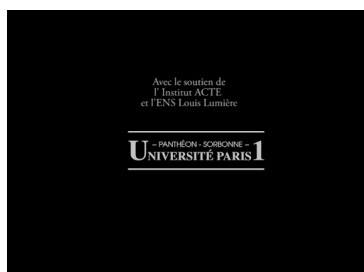 Avec le soutien de
l' Institut ACTE
et l'ENS Louis Lumière
– PANTHÉON - SORBONNE –
UNIVERSITÉ PARIS 1